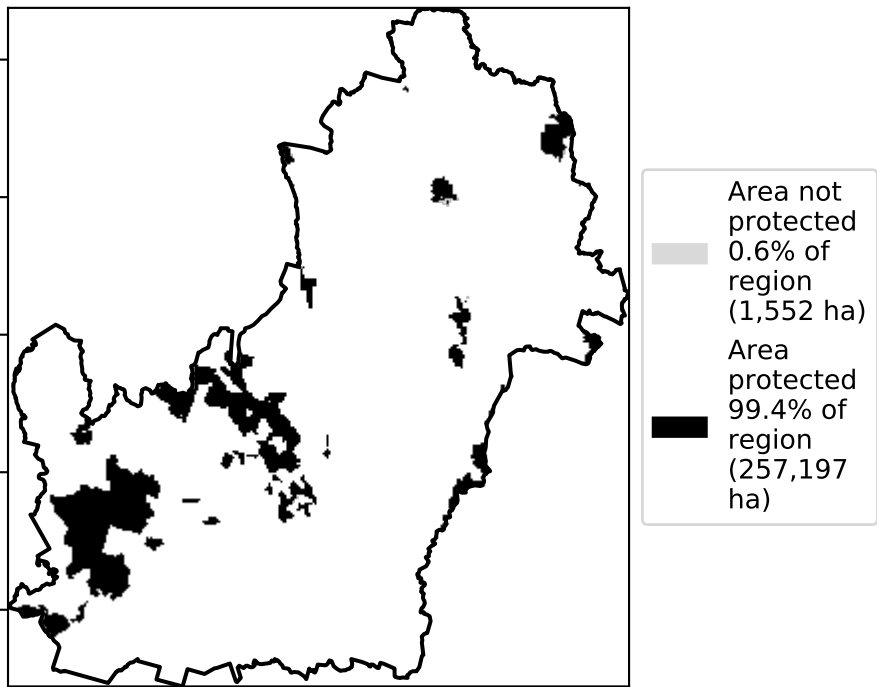 Area not
protected
0.6% of
region
(1,552 ha)
Area
protected
99.4% of
region
(257,197
ha)